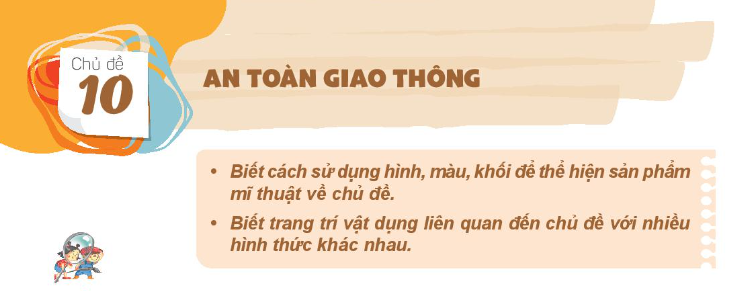 Chủ đề
10
AN TOÀN GIAO THÔNG
• Biết cách sử dụng hình, màu, khối để thể hiện sản phẩm
mĩ thuật về chủ đề.
• Biết trang trí vật dụng liên quan đến chủ đề với nhiều
hình thức khác nhau.